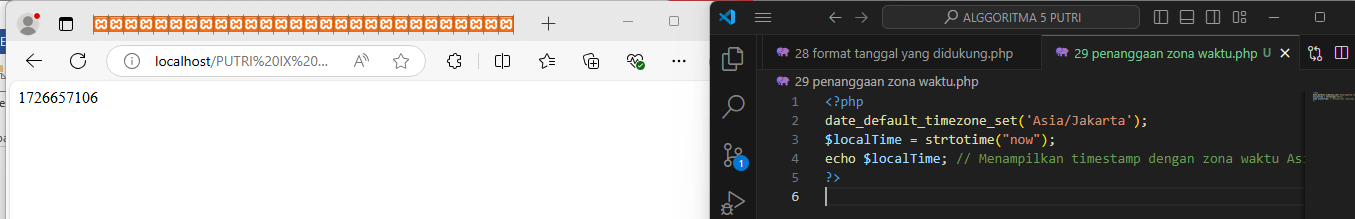 localhost/PUTRI%20IX%20...
1726657106
ALGGORITMA 5 PUTRI
28 format tanggal yang didukung.php
29 penanggaan zona waktu.php U
29 penanggaan zona waktu.php
1 <?php
2 date_default_timezone_set('Asia/Jakarta');
3 $localTime = strtotime("now");
4 echo $localTime; // Menampilkan timestamp dengan zona waktu Asi
5 ?>
6
1